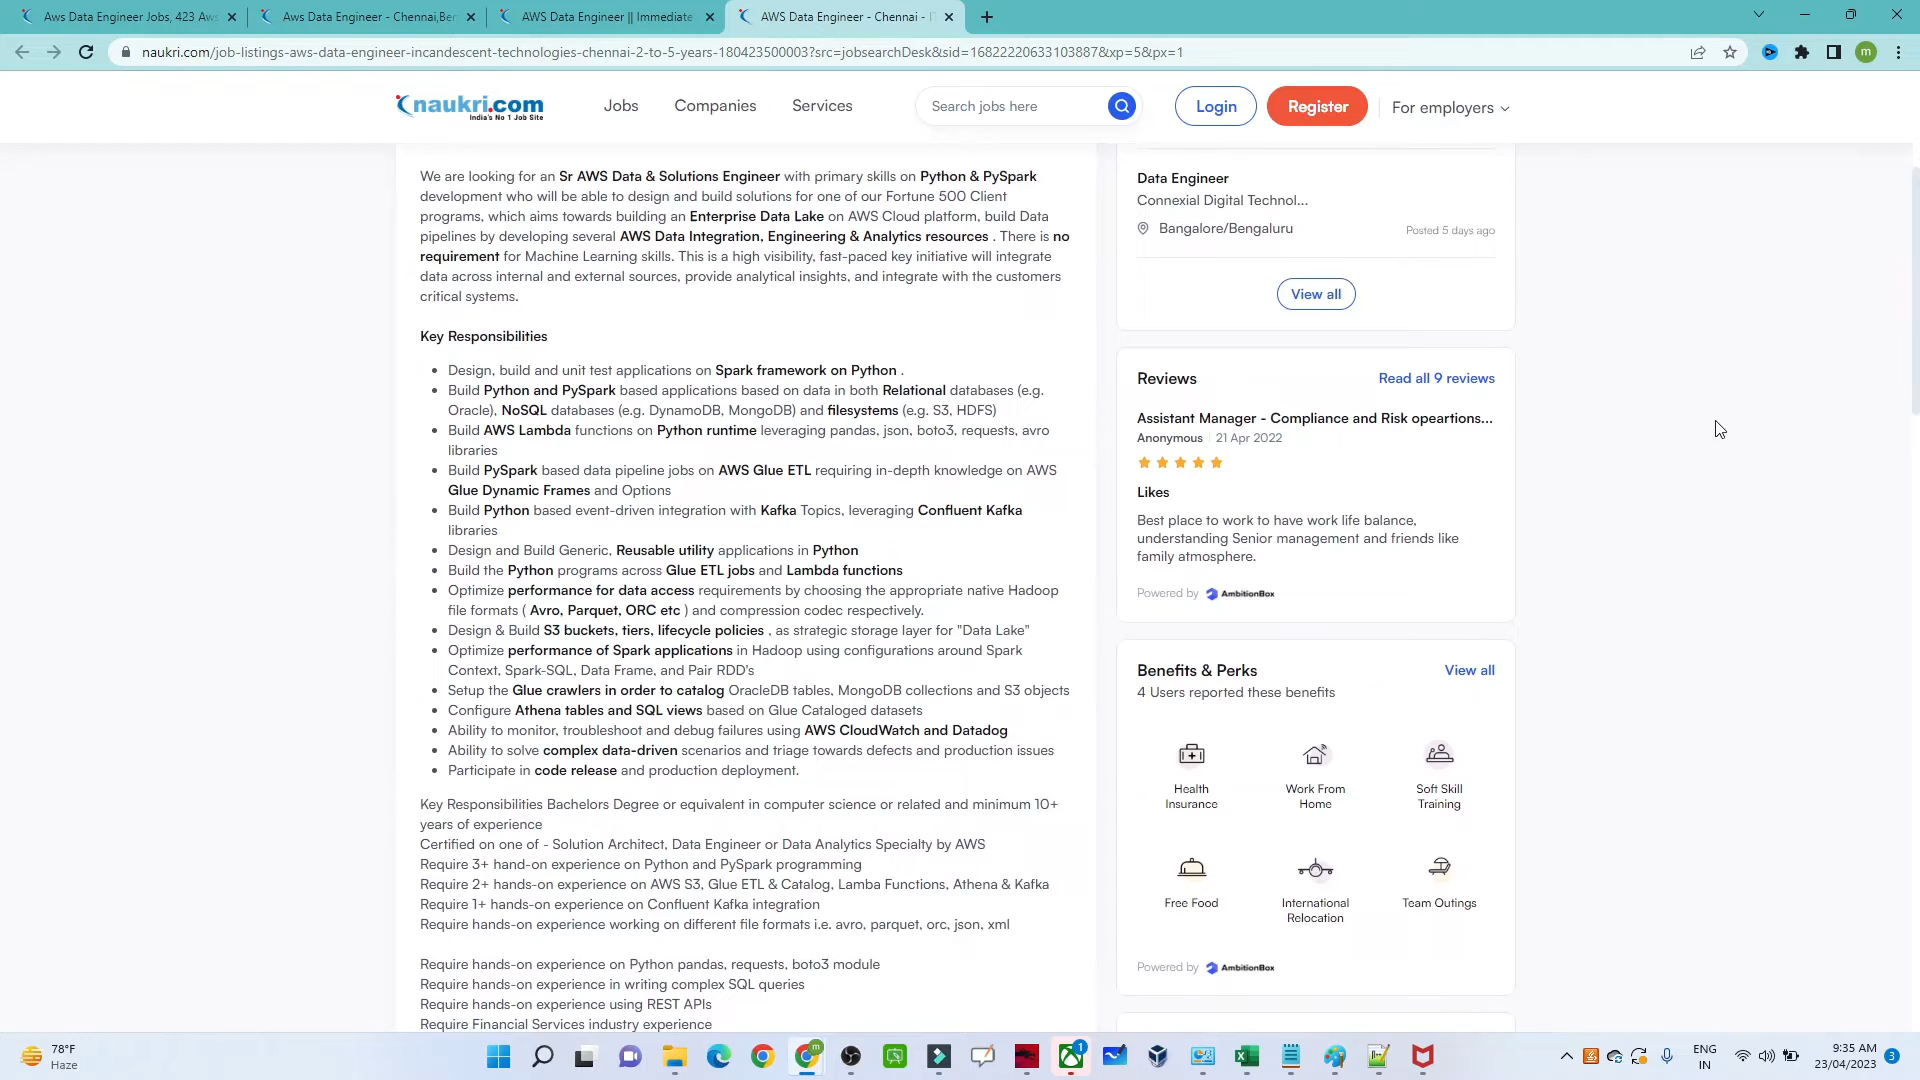 Aws Data Engineer Jobs, 423 Aws
Aws Data Engineer - Chennai,Ber
AWS Data Engineer || Immediate
AWS Data Engineer - Chennai - I
naukri.com/job-listings-aws-data-engineer-incandescent-technologies-chennai-2-to-5-years-180423500003?src=jobsearchDesk&sid=16822220633103887&xp=5&px=1
m
naukri.com
India's No 1 Job Site
Jobs
Companies
Services
Search jobs here
Login
Register
For employers
We are looking for an Sr AWS Data & Solutions Engineer with primary skills on Python & PySpark
development who will be able to design and build solutions for one of our Fortune 500 Client
programs, which aims towards building an Enterprise Data Lake on AWS Cloud platform, build Data
pipelines by developing several AWS Data Integration, Engineering & Analytics resources . There is no
requirement for Machine Learning skills. This is a high visibility, fast-paced key initiative will integrate
data across internal and external sources, provide analytical insights, and integrate with the customers
critical systems.
Key Responsibilities
Design, build and unit test applications on Spark framework on Python .
Build Python and PySpark based applications based on data in both Relational databases (e.g.
Oracle), NoSQL databases (e.g. DynamoDB, MongoDB) and filesystems (e.g. S3, HDFS)
Build AWS Lambda functions on Python runtime leveraging pandas, json, boto3, requests, avro
libraries
Build PySpark based data pipeline jobs on AWS Glue ETL requiring in-depth knowledge on AWS
Glue Dynamic Frames and Options
Build Python based event-driven integration with Kafka Topics, leveraging Confluent Kafka
libraries
Design and Build Generic, Reusable utility applications in Python
Build the Python programs across Glue ETL jobs and Lambda functions
Optimize performance for data access requirements by choosing the appropriate native Hadoop
file formats ( Avro, Parquet, ORC etc ) and compression codec respectively.
Design & Build S3 buckets, tiers, lifecycle policies , as strategic storage layer for "Data Lake"
Optimize performance of Spark applications in Hadoop using configurations around Spark
Context, Spark-SQL, Data Frame, and Pair RDD's
Setup the Glue crawlers in order to catalog OracleDB tables, MongoDB collections and S3 objects
Configure Athena tables and SQL views based on Glue Cataloged datasets
Ability to monitor, troubleshoot and debug failures using AWS CloudWatch and Datadog
Ability to solve complex data-driven scenarios and triage towards defects and production issues
Participate in code release and production deployment.
Key Responsibilities Bachelors Degree or equivalent in computer science or related and minimum 10+
years of experience
Certified on one of - Solution Architect, Data Engineer or Data Analytics Specialty by AWS
Require 3+ hand-on experience on Python and PySpark programming
Require 2+ hands-on experience on AWS S3, Glue ETL & Catalog, Lamba Functions, Athena & Kafka
Require 1+ hands-on experience on Confluent Kafka integration
Require hands-on experience working on different file formats i.e. avro, parquet, orc, json, xml
Require hands-on experience on Python pandas, requests, boto3 module
Require hands-on experience in writing complex SQL queries
Require hands-on experience using REST APIs
Require Financial Services industry experience
Data Engineer
Connexial Digital Technol...
Bangalore/Bengaluru
Posted 5 days ago
View all
Reviews
Read all 9 reviews
Assistant Manager - Compliance and Risk opeartions...
Anonymous | 21 Apr 2022
Likes
Best place to work to have work life balance,
understanding Senior management and friends like
family atmosphere.
Powered by AmbitionBox
Benefits & Perks
View all
4 Users reported these benefits
Health
Insurance
Work From
Home
Soft Skill
Training
Free Food
International
Relocation
Team Outings
Powered by AmbitionBox
78°F
Haze
m
1
ENG
IN
9:35 AM
23/04/2023
3